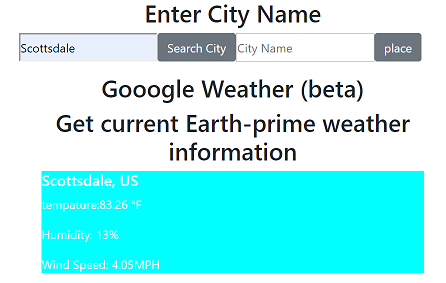 Enter City Name
Scottsdale Search City City Name place
Gooogle Weather (beta)
Get current Earth-prime weather
information
Scottsdale, US
tempature:83.26 °F
Humidity: 13%
Wind Speed: 4.05MPH